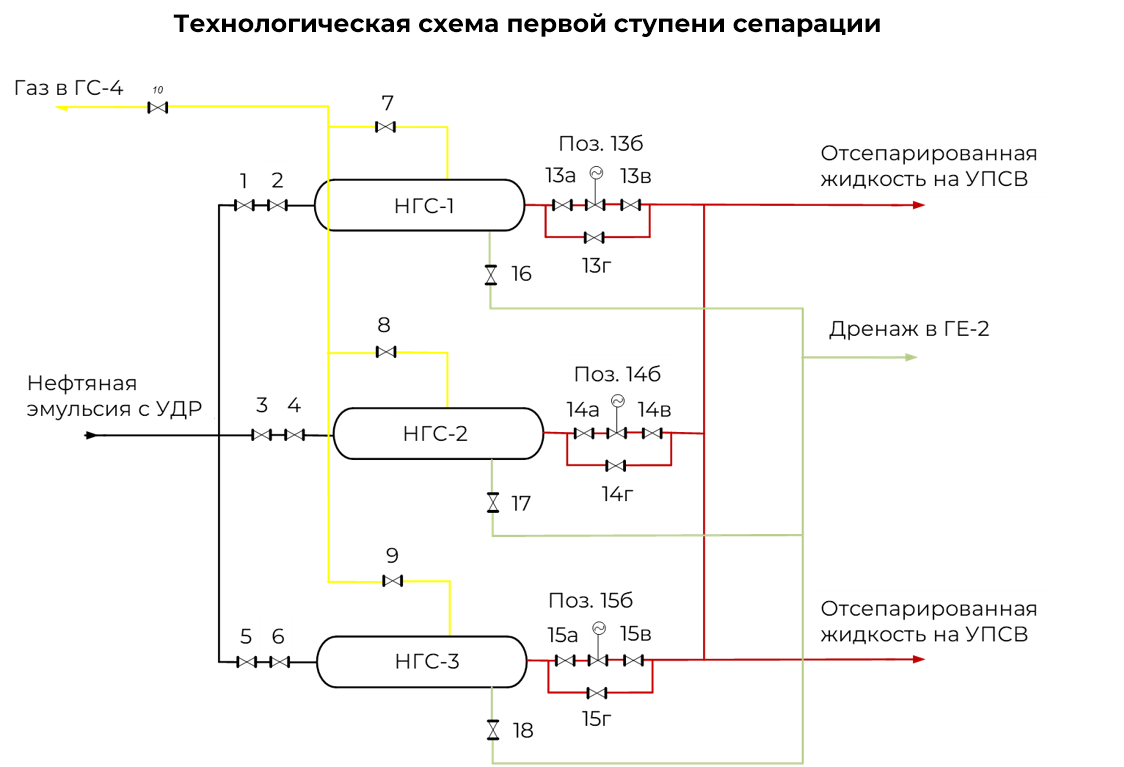 Технологическая схема первой ступени сепарации
Газ в ГС-4
10
7
Поз. 13б
13а
13в
Отсепарированная
жидкость на УПСВ
1
2
НГС-1
13г
16
8
Дренаж в ГЕ-2
Поз. 14б
Нефтяная
эмульсия с УДР
3
4
14а
14в
НГС-2
14г
17
9
Поз. 15б
Отсепарированная
жидкость на УПСВ
5
6
15а
15в
НГС-3
15г
18